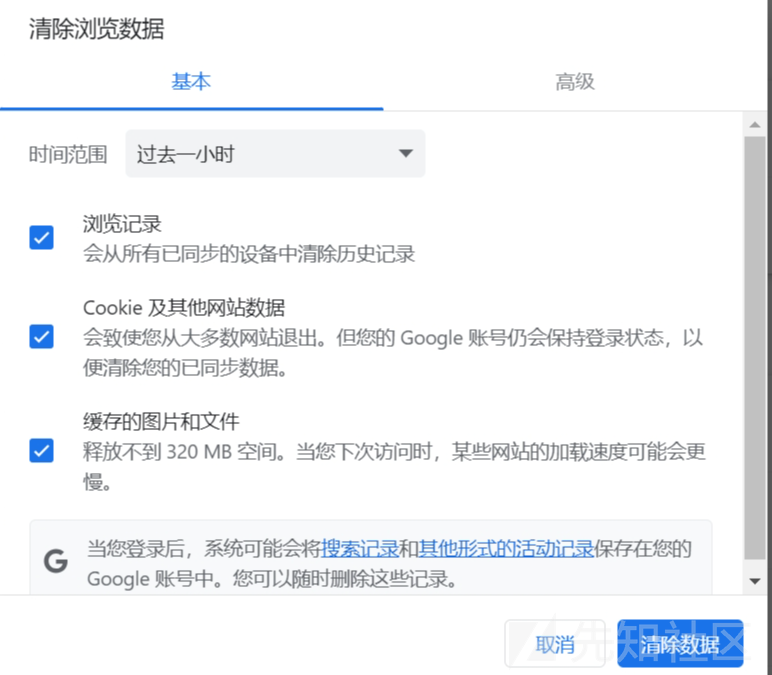 清除浏览数据
基本
高级
时间范围
过去一小时
浏览记录
会从所有已同步的设备中清除历史记录
Cookie 及其他网站数据
会致使您从大多数网站退出。但您的 Google 账号仍会保持登录状态，以
便清除您的已同步数据。
缓存的图片和文件
释放不到 320 MB 空间。当您下次访问时，某些网站的加载速度可能会更
慢。
当您登录后，系统可能会将搜索记录和其他形式的活动记录保存在您的
Google 账号中。您可以随时删除这些记录。
取消
清除数据
先知社区